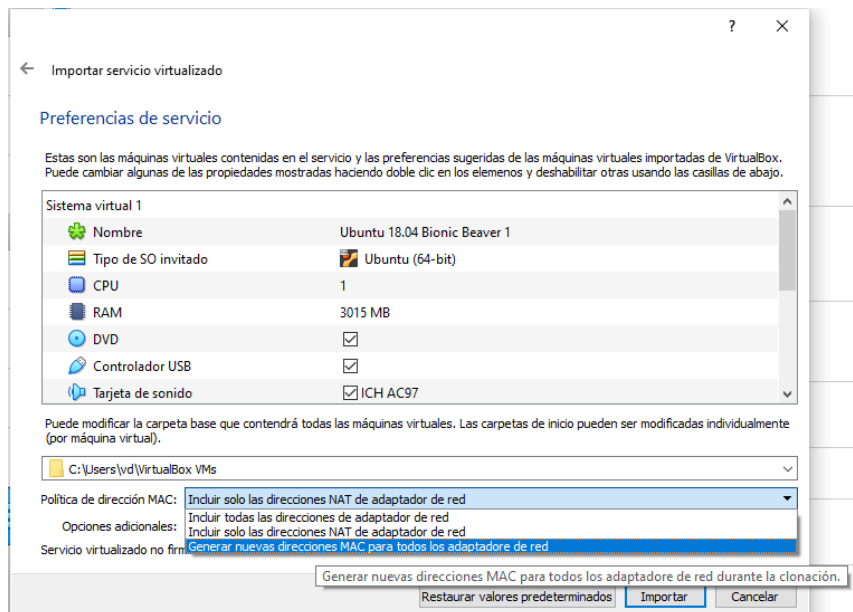 ?
Importar servicio virtualizado
Preferencias de servicio
Estas son las máquinas virtuales contenidas en el servicio y las preferencias sugeridas de las máquinas virtuales importadas de VirtualBox.
Puede cambiar algunas de las propiedades mostradas haciendo doble clic en los elemenos y deshabilitar otras usando las casillas de abajo.
Sistema virtual 1
Nombre Ubuntu 18.04 Bionic Beaver 1
Tipo de SO invitado Ubuntu (64-bit)
CPU 1
RAM 3015 MB
DVD
Controlador USB
Tarjeta de sonido ICH AC97
Puede modificar la carpeta base que contendrá todas las máquinas virtuales. Las carpetas de inicio pueden ser modificadas individualmente
(por máquina virtual).
C:\Users\vd\VirtualBox VMs
Política de dirección MAC: Incluir solo las direcciones NAT de adaptador de red
Incluir todas las direcciones de adaptador de red
Opciones adicionales: Incluir solo las direcciones NAT de adaptador de red
Servicio virtualizado no firm Generar nuevas direcciones MAC para todos los adaptadore de red
Generar nuevas direcciones MAC para todos los adaptadore de red durante la clonación.
Restaurar valores predeterminados Importar Cancelar